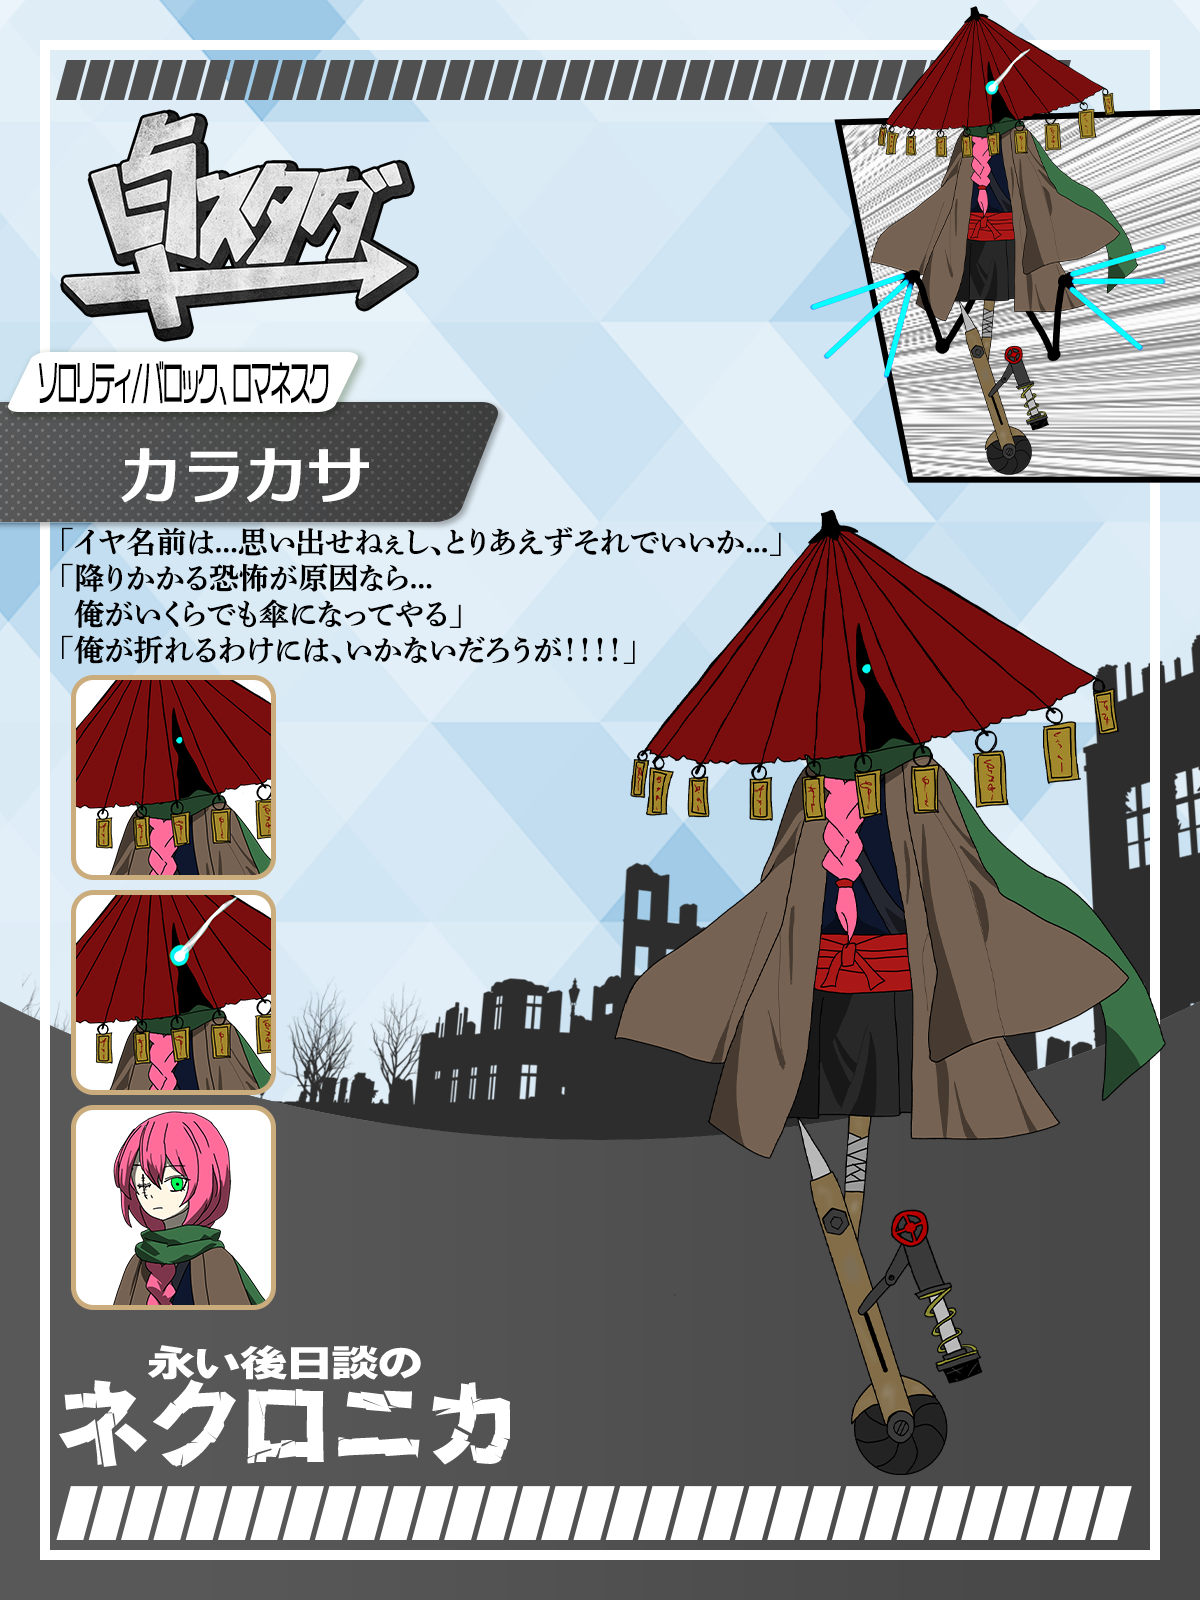 卓ラスタダ
ソロリティ/バロック、ロマネスク
カラカサ
「イヤ名前は...思い出せねぇし、とりあえずそれでいいか...」
「降りかかる恐怖が原因なら...
俺がいくらでも傘になってやる」
「俺が折れるわけには、いかないだろうが!!!!」
永い後日談の
ネクロニカ